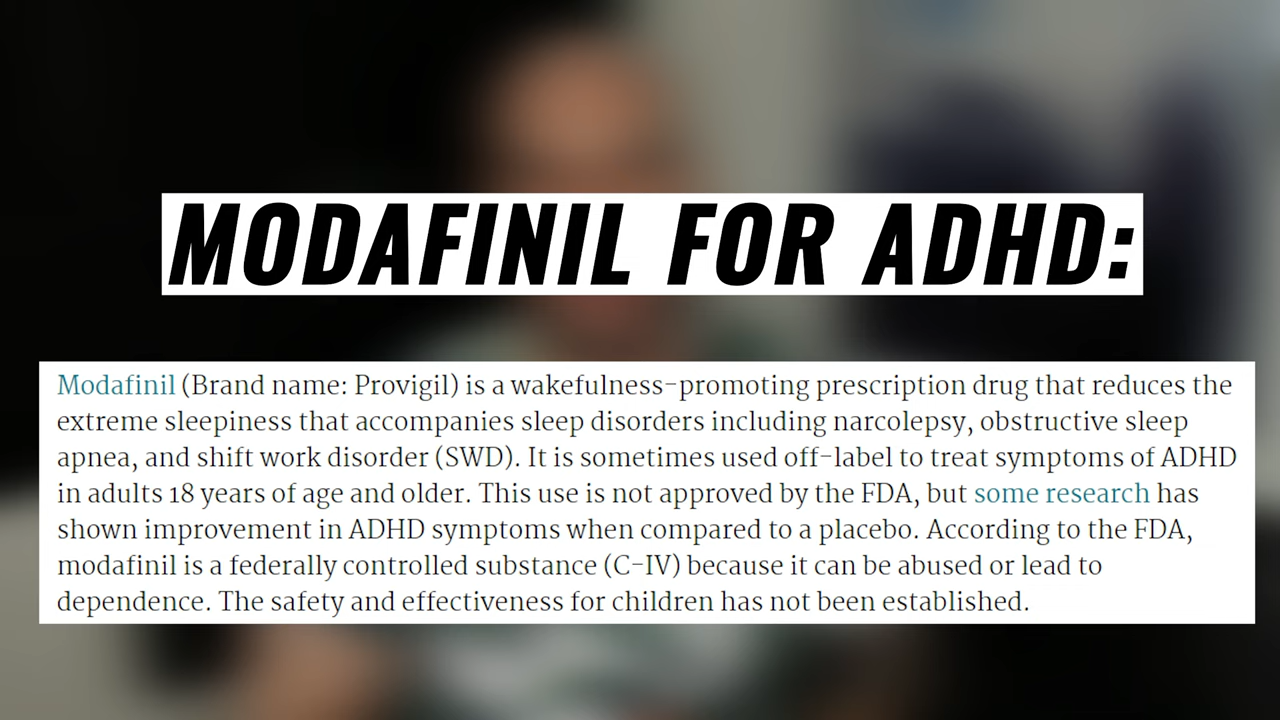 MODAFINIL FOR ADHD:
Modafinil (Brand name: Provigil) is a wakefulness-promoting prescription drug that reduces the
extreme sleepiness that accompanies sleep disorders including narcolepsy, obstructive sleep
apnea, and shift work disorder (SWD). It is sometimes used off-label to treat symptoms of ADHD
in adults 18 years of age and older. This use is not approved by the FDA, but some research has
shown improvement in ADHD symptoms when compared to a placebo. According to the FDA,
modafinil is a federally controlled substance (C-IV) because it can be abused or lead to
dependence. The safety and effectiveness for children has not been established.